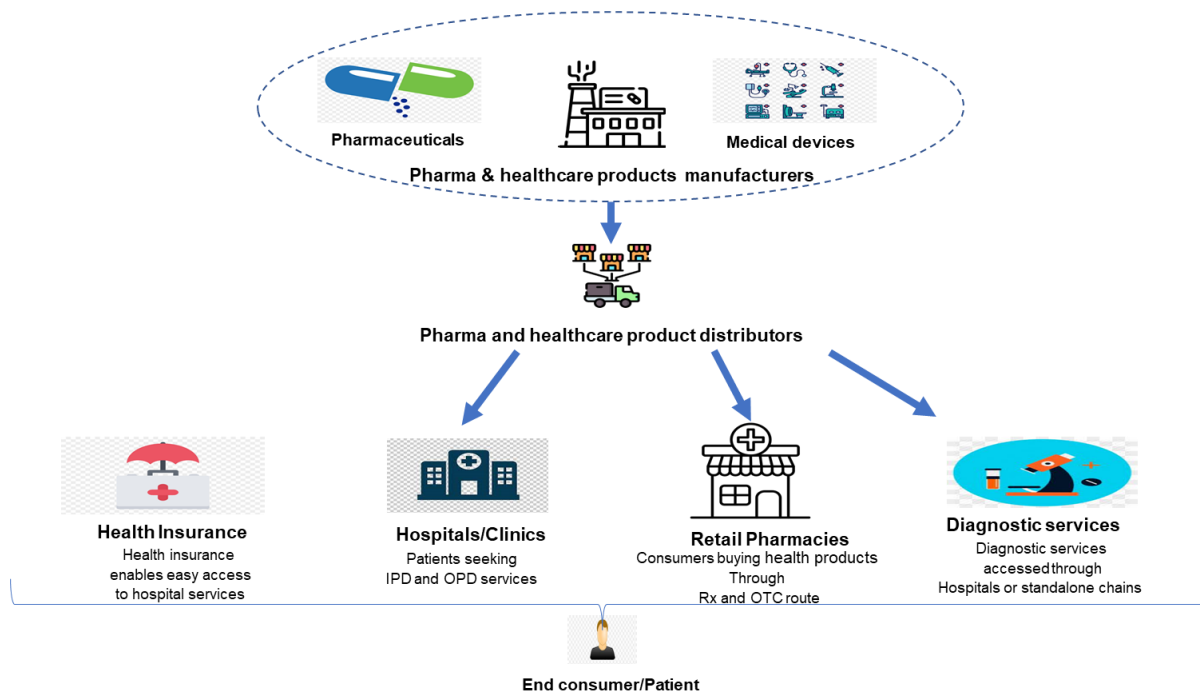 Pharmaceuticals
Medical devices
Pharma & healthcare products manufacturers
Pharma and healthcare product distributors
Health Insurance
Health insurance
enables easy access
to hospital services
Hospitals/Clinics
Patients seeking
IPD and OPD services
Retail Pharmacies
Consumers buying health products
Through
Rx and OTC route
Diagnostic services
Diagnostic services
accessed through
Hospitals or standalone chains
End consumer/Patient